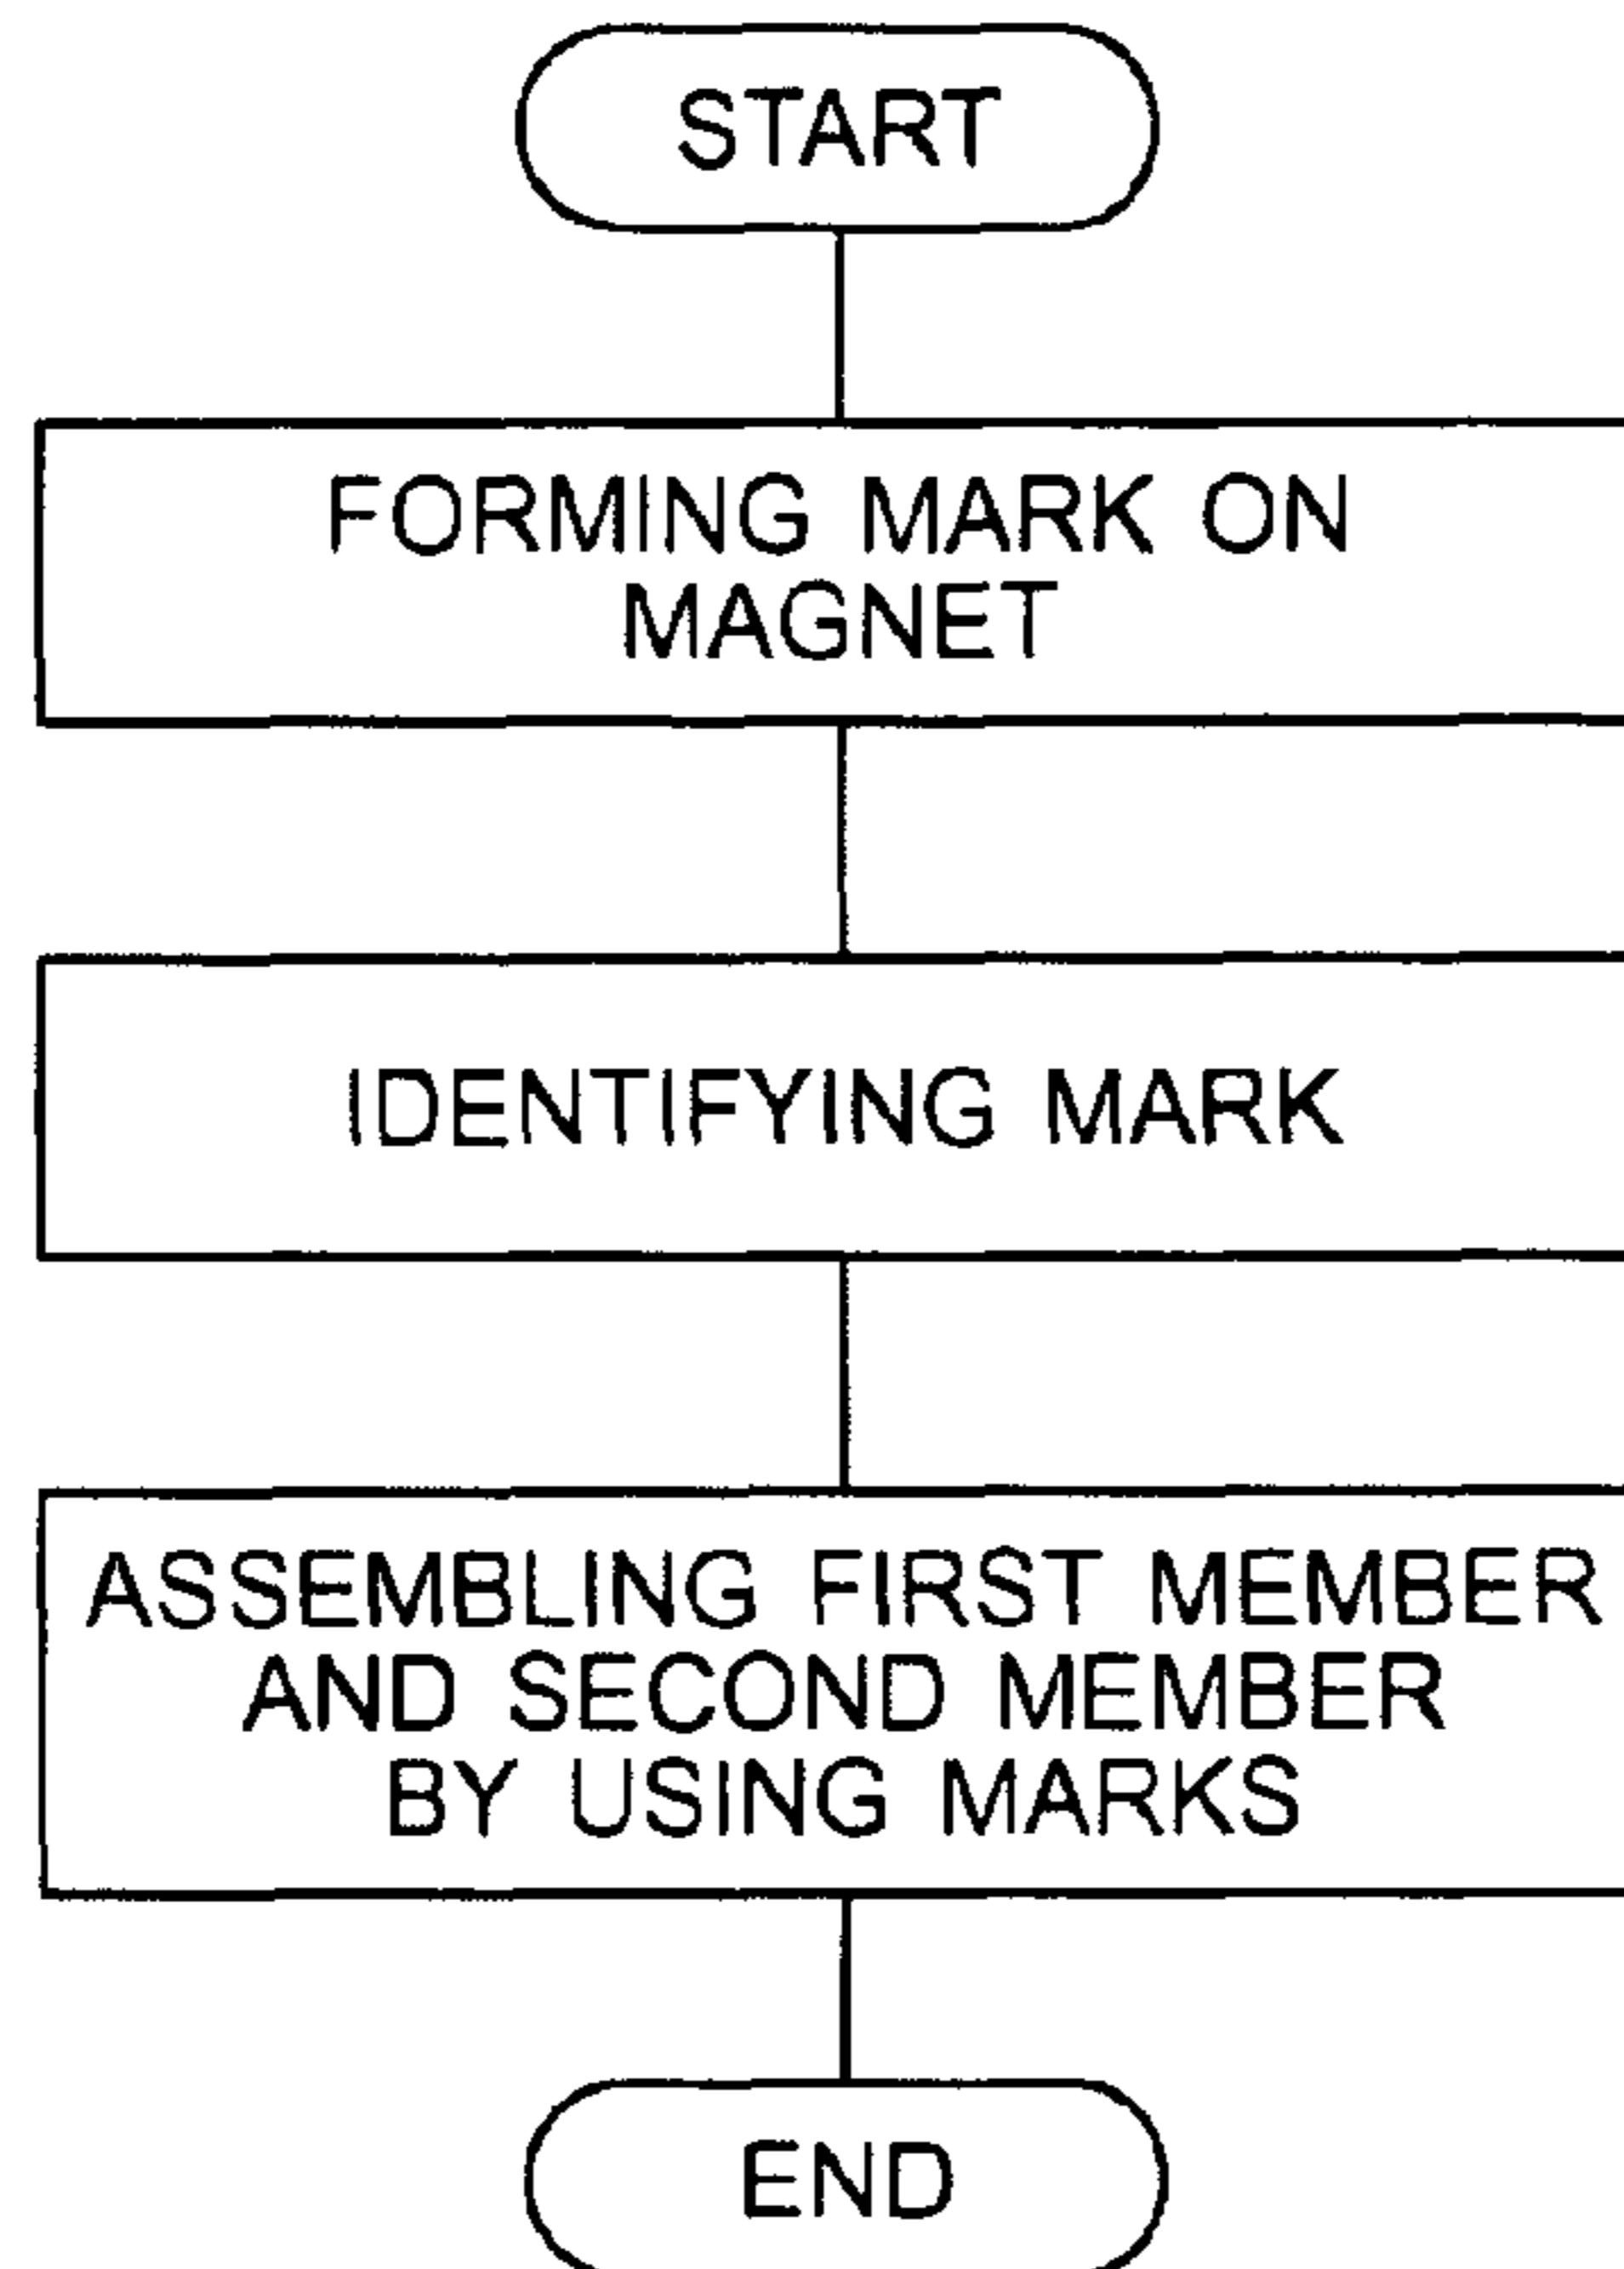 START
FORMING MARK ON
MAGNET
IDENTIFYING MARK
ASSEMBLING FIRST MEMBER
AND SECOND MEMBER
BY USING MARKS
END